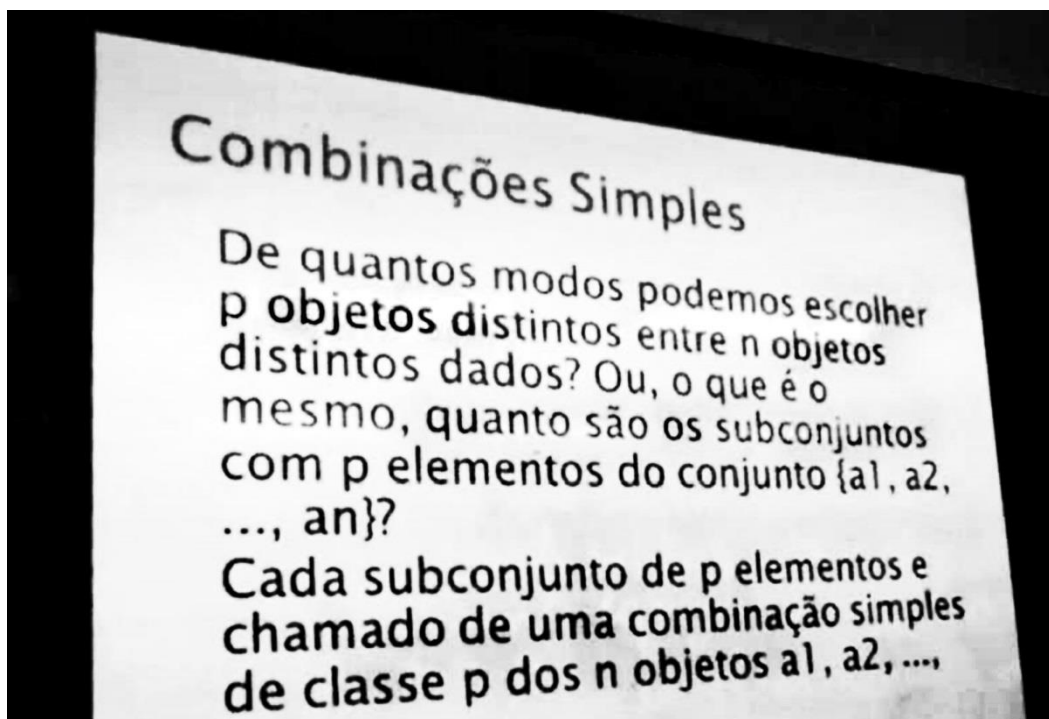 Combinações Simples
De quantos modos podemos escolher
p objetos distintos entre n objetos
distintos dados? Ou, o que é o
mesmo, quanto são os subconjuntos
com p elementos do conjunto {a1, a2,
..., an}?
Cada subconjunto de p elementos e
chamado de uma combinação simples
de classe p dos n objetos a1, a2, ...,